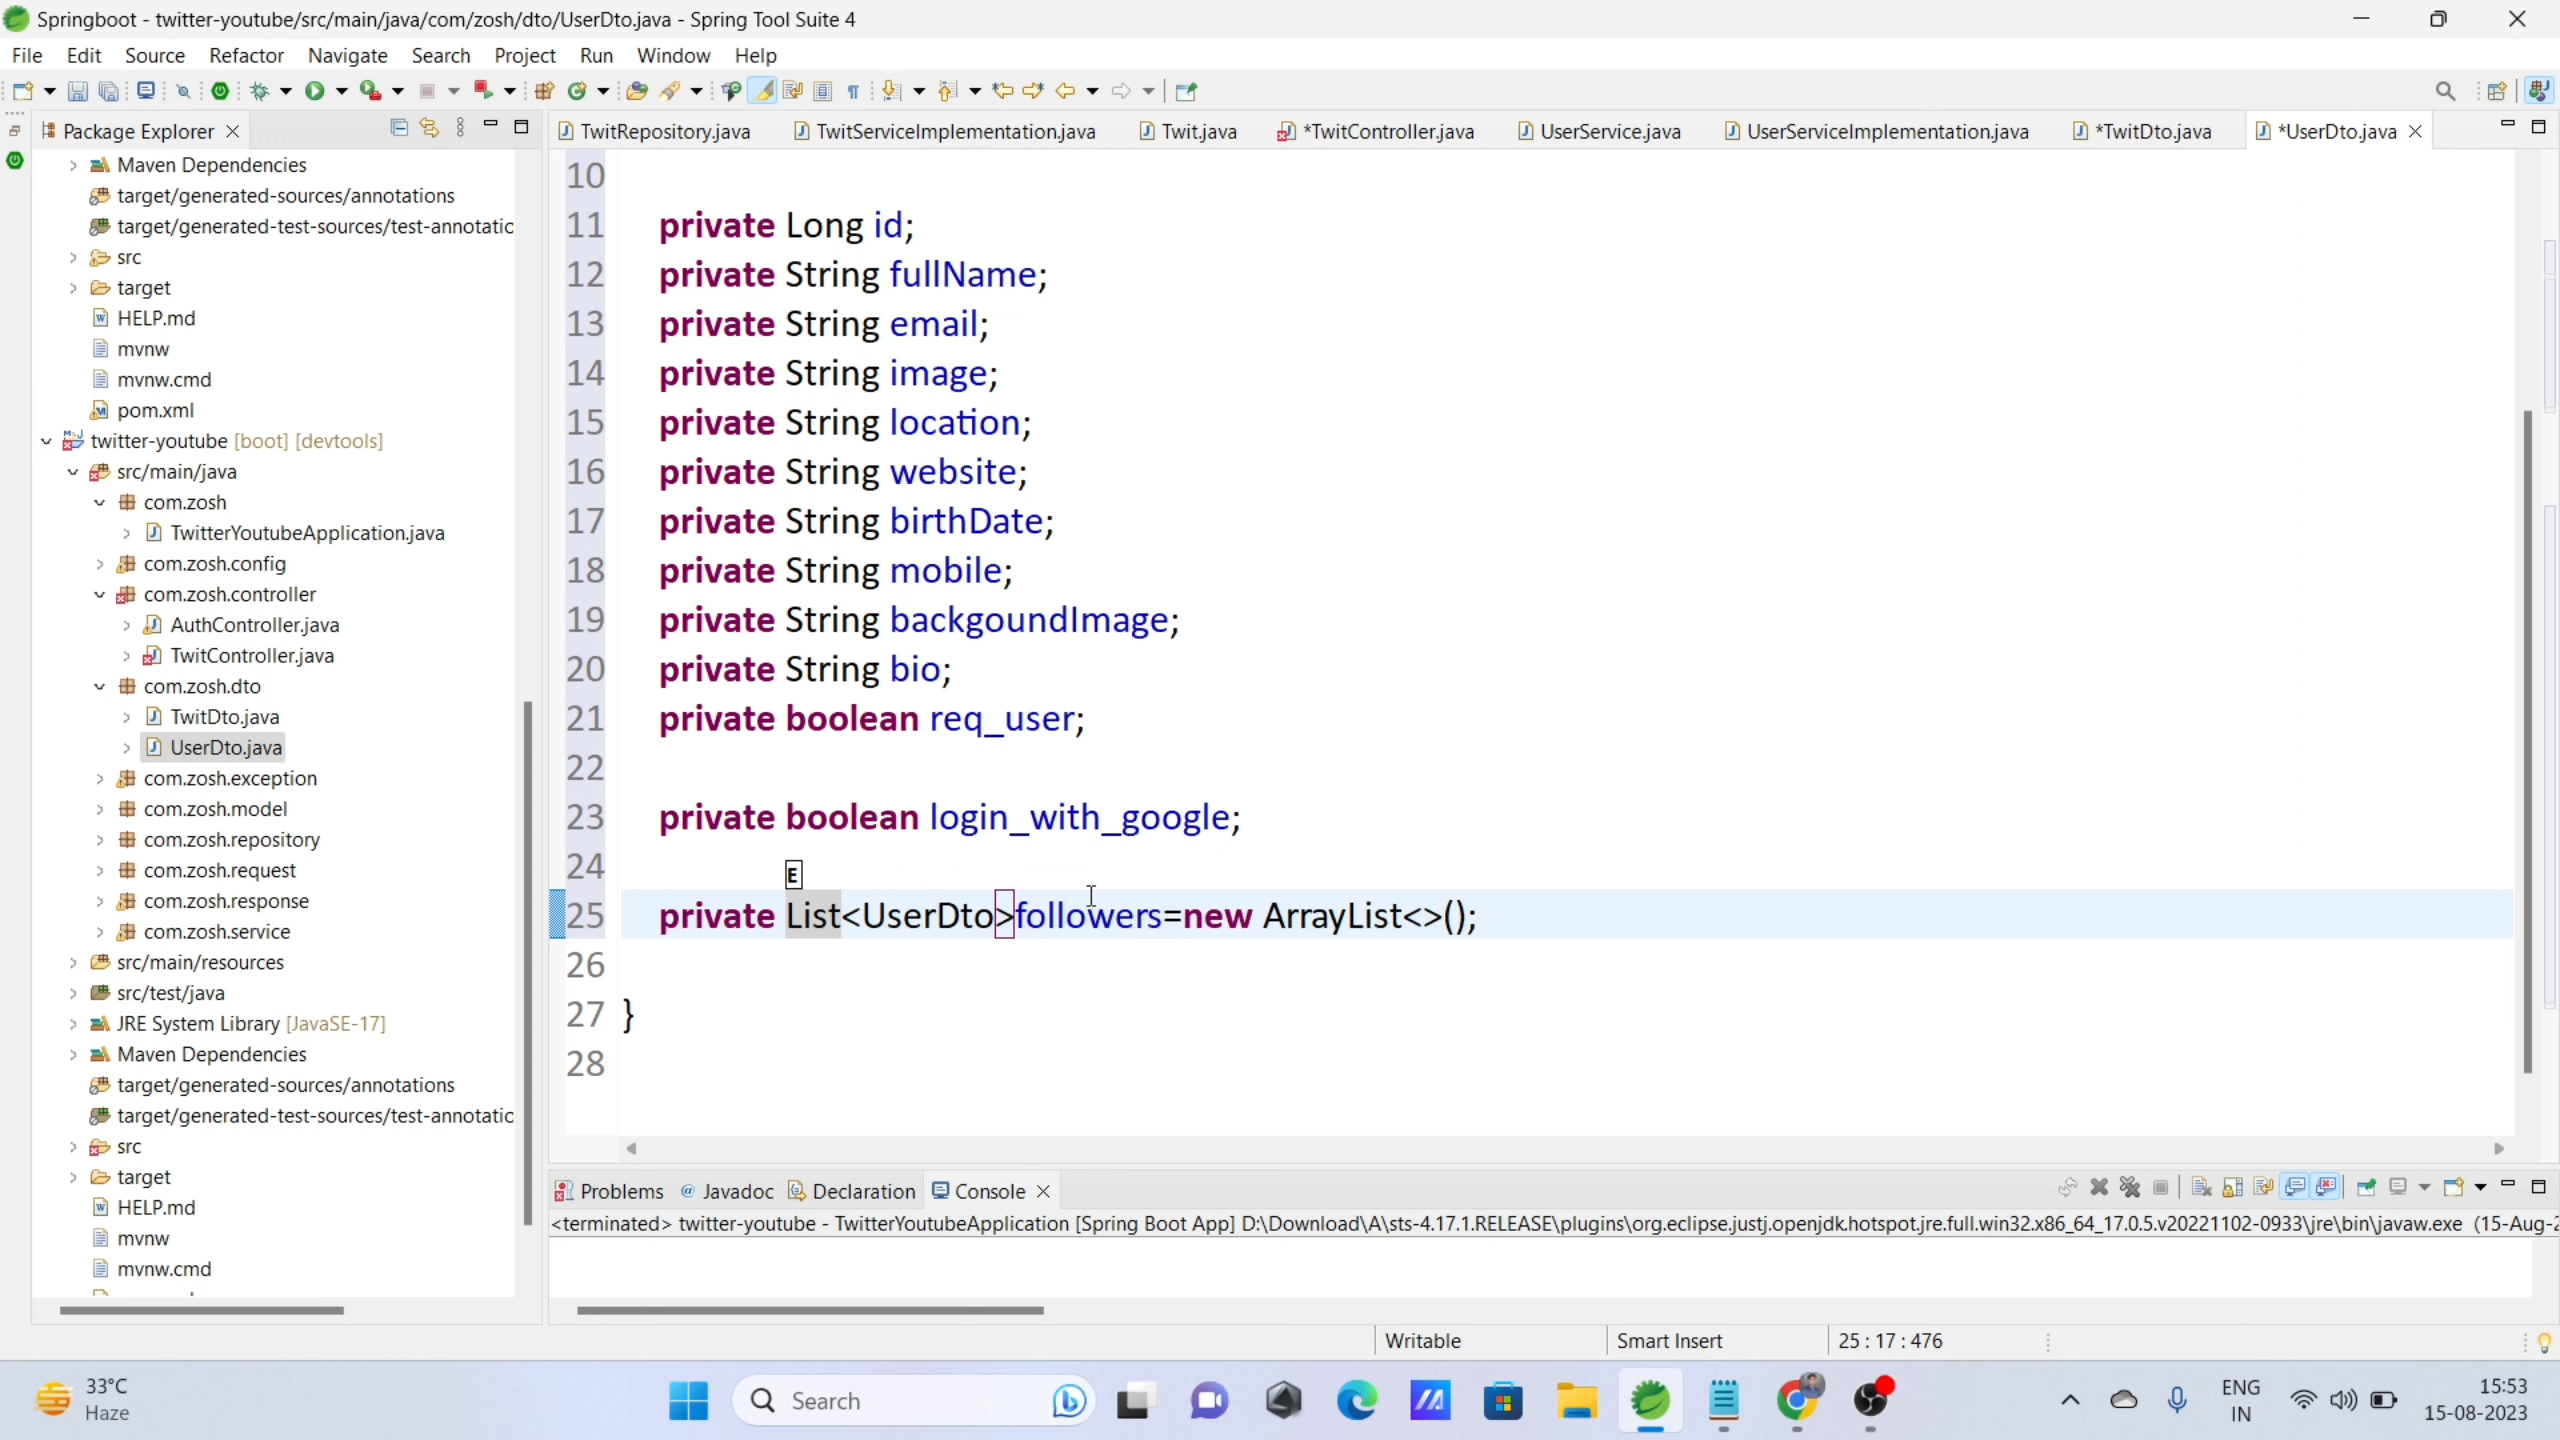 Springboot - twitter-youtube/src/main/java/com/zosh/dto/UserDto.java - Spring Tool Suite 4
File Edit Source Refactor Navigate Search Project Run Window Help
Package Explorer
Maven Dependencies
target/generated-sources/annotations
target/generated-test-sources/test-annotatic
src
target
HELP.md
mvnw
mvnw.cmd
pom.xml
twitter-youtube [boot] [devtools]
src/main/java
com.zosh
TwitterYoutubeApplication.java
com.zosh.config
com.zosh.controller
AuthController.java
TwitController.java
com.zosh.dto
TwitDto.java
UserDto.java
com.zosh.exception
com.zosh.model
com.zosh.repository
com.zosh.request
com.zosh.response
com.zosh.service
src/main/resources
src/test/java
JRE System Library [JavaSE-17]
Maven Dependencies
target/generated-sources/annotations
target/generated-test-sources/test-annotatic
src
target
HELP.md
mvnw
mvnw.cmd
TwitRepository.java TwitServiceImplementation.java Twit.java *TwitController.java UserService.java UserServiceImplementation.java *TwitDto.java *UserDto.java
10
11 private Long id;
12 private String fullName;
13 private String email;
14 private String image;
15 private String location;
16 private String website;
17 private String birthDate;
18 private String mobile;
19 private String backgoundImage;
20 private String bio;
21 private boolean req_user;
22
23 private boolean login_with_google;
24
E
25 private List<UserDto>followers=new ArrayList<>();
26
27 }
28
Problems Javadoc Declaration Console
<terminated> twitter-youtube - TwitterYoutubeApplication [Spring Boot App] D:\Download\A\sts-4.17.1.RELEASE\plugins\org.eclipse.justj.openjdk.hotspot.jre.full.win32.x86_64_17.0.5.v20221102-0933\jre\bin\javaw.exe (15-Aug-2
Writable Smart Insert 25 : 17 : 476
33°C
Haze
Search
ENG
IN
15:53
15-08-2023